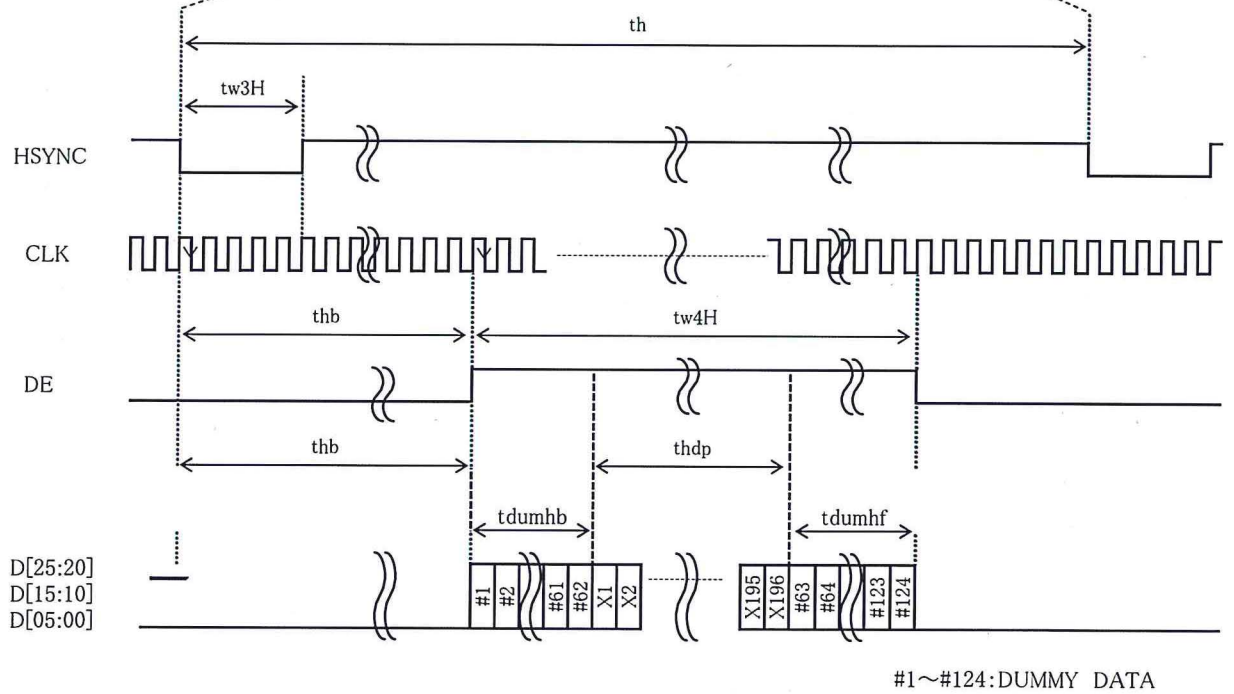 th
tw3H
HSYNC
CLK
thb
tw4H
DE
thb
thdp
tdumhb
tdumhf
D[25:20]
D[15:10]
D[05:00]
#1
#2
#61
#62
X1
X2
X195
X196
#63
#64
#123
#124
#1～#124:DUMMY DATA